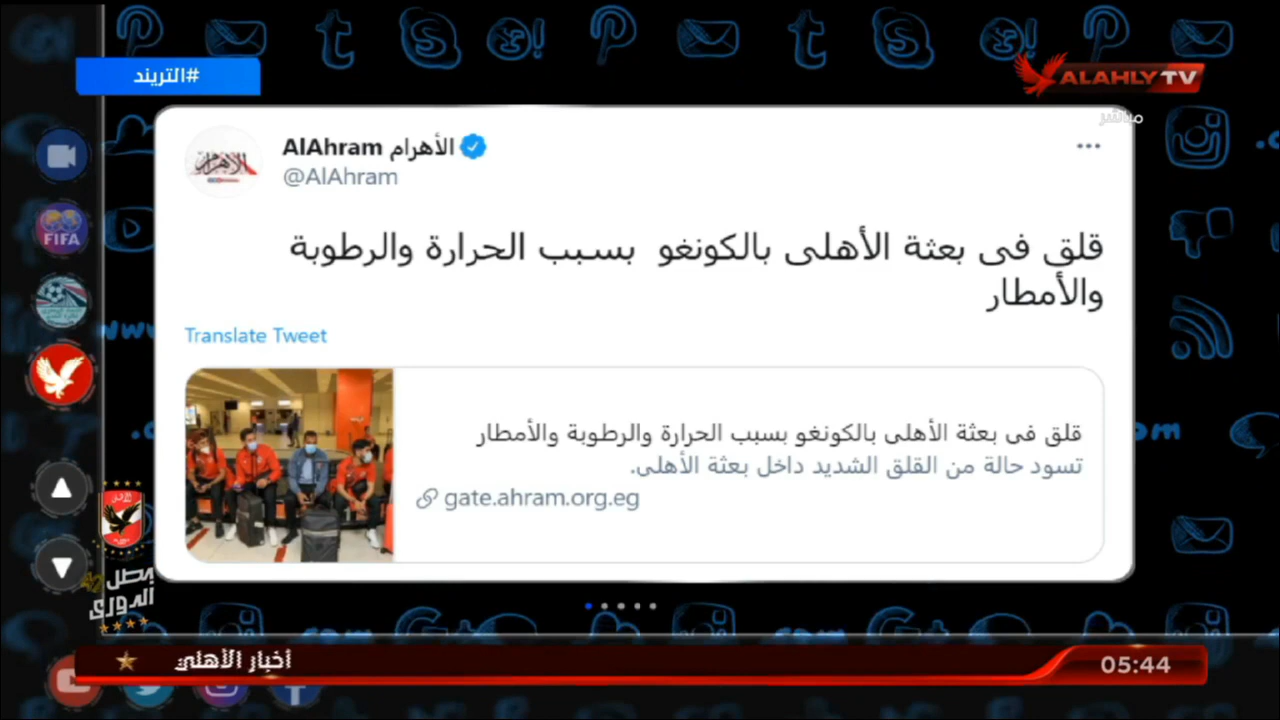 #التريند
ALAHLY TV
مباشر
AlAhram الأهرام
@AlAhram
قلق فى بعثة الأهلى بالكونغو بسبب الحرارة والرطوبة
والأمطار
Translate Tweet
قلق فى بعثة الأهلى بالكونغو بسبب الحرارة والرطوبة والأمطار
تسود حالة من القلق الشديد داخل بعثة الأهلى.
gate.ahram.org.eg
FIFA
بطل
الدورى
أخبار الأهلي
05:44